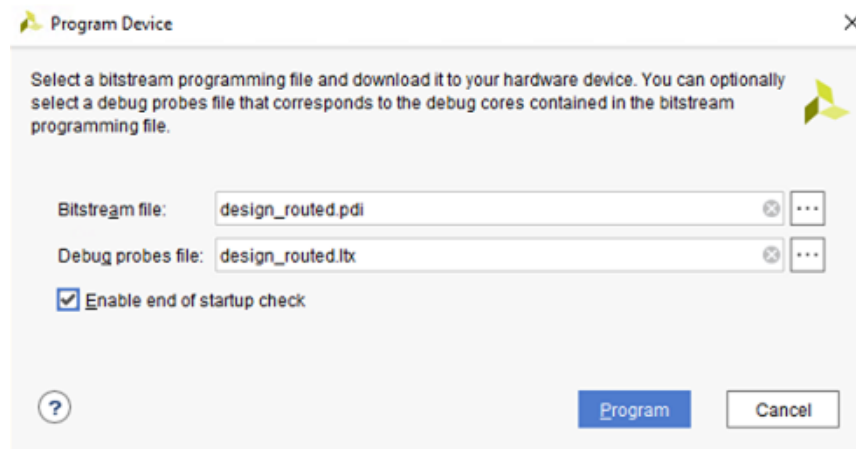 Program Device
Select a bitstream programming file and download it to your hardware device. You can optionally
select a debug probes file that corresponds to the debug cores contained in the bitstream
programming file.
Bitstream file: design_routed.pdi
Debug probes file: design_routed.ltx
Enable end of startup check
? Program Cancel